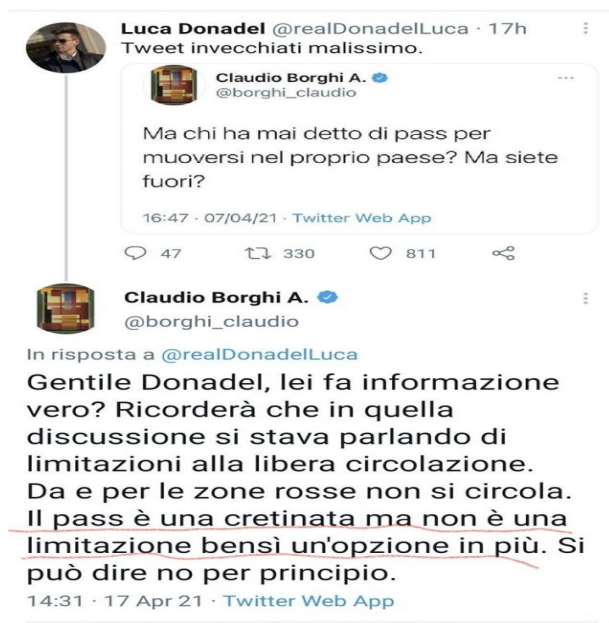 Luca Donadel @realDonadelLuca · 17h
Tweet invecchiati malissimo.
Claudio Borghi A.
@borghi_claudio
Ma chi ha mai detto di pass per
muoversi nel proprio paese? Ma siete
fuori?
16:47 · 07/04/21 · Twitter Web App
47 330 811
Claudio Borghi A.
@borghi_claudio
In risposta a @realDonadelLuca
Gentile Donadel, lei fa informazione
vero? Ricorderà che in quella
discussione si stava parlando di
limitazioni alla libera circolazione.
Da e per le zone rosse non si circola.
Il pass è una cretinata ma non è una
limitazione bensì un'opzione in più. Si
può dire no per principio.
14:31 · 17 Apr 21 · Twitter Web App